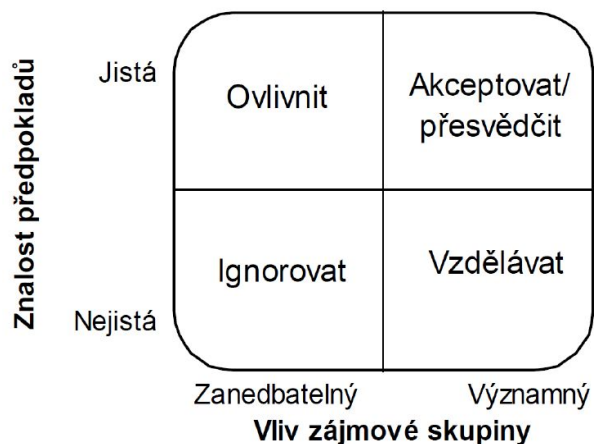 Znalost předpokladů
Jistá
Ovlivnit
Akceptovat/
přesvědčit
Ignorovat
Vzdělávat
Nejistá
Zanedbatelný
Významný
Vliv zájmové skupiny